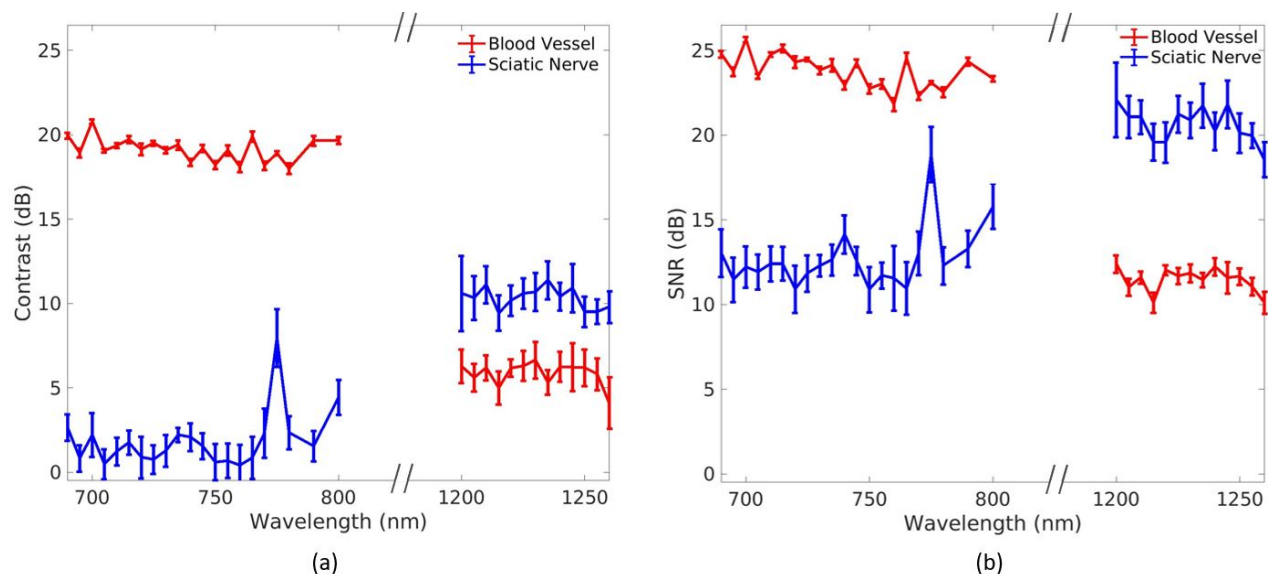 25
20
15
10
5
0
Contrast (dB)
Blood Vessel
Sciatic Nerve
700
750
800
1200
1250
Wavelength (nm)
(a)
25
20
15
10
5
0
SNR (dB)
Blood Vessel
Sciatic Nerve
700
750
800
1200
1250
Wavelength (nm)
(b)